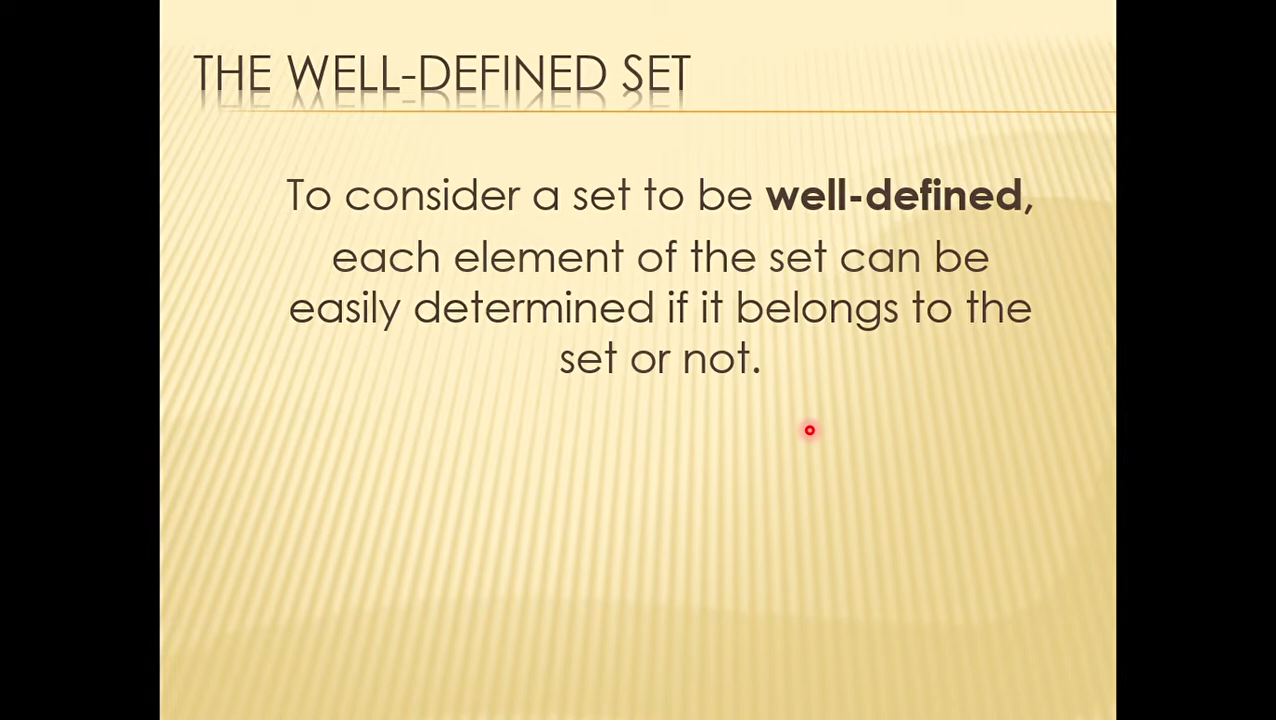 THE WELL-DEFINED SET
To consider a set to be well-defined,
each element of the set can be
easily determined if it belongs to the
set or not.